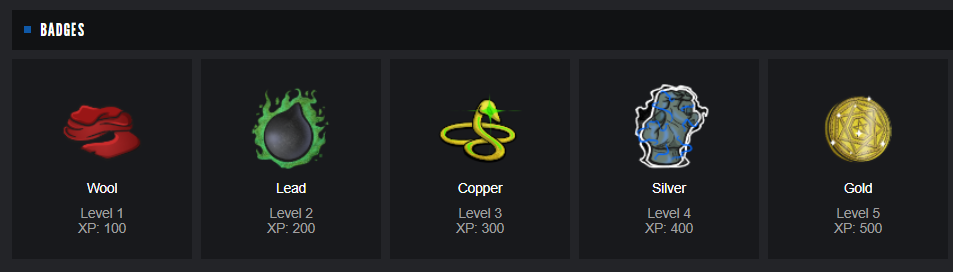 BADGES
Wool
Level 1
XP: 100
Lead
Level 2
XP: 200
Copper
Level 3
XP: 300
Silver
Level 4
XP: 400
Gold
Level 5
XP: 500